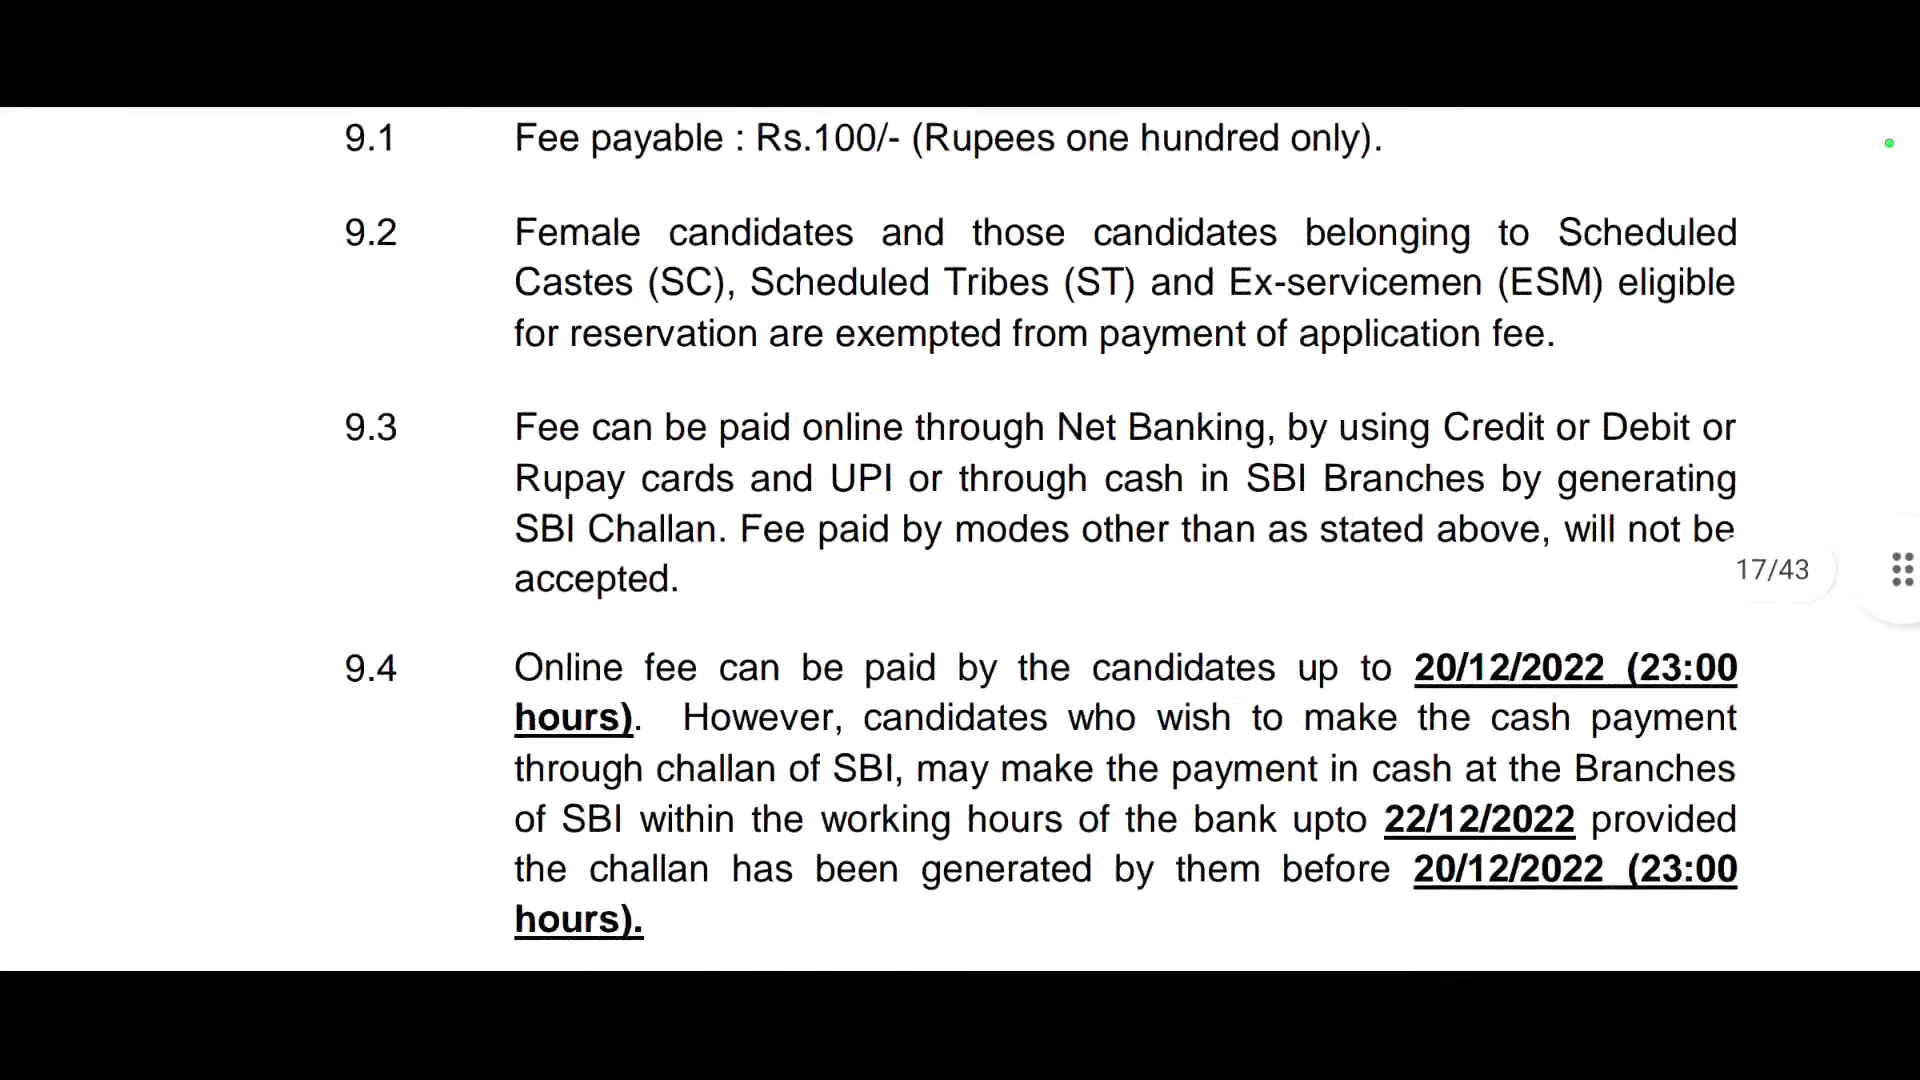 9.1 Fee payable : Rs.100/- (Rupees one hundred only).
9.2 Female candidates and those candidates belonging to Scheduled
Castes (SC), Scheduled Tribes (ST) and Ex-servicemen (ESM) eligible
for reservation are exempted from payment of application fee.
9.3 Fee can be paid online through Net Banking, by using Credit or Debit or
Rupay cards and UPI or through cash in SBI Branches by generating
SBI Challan. Fee paid by modes other than as stated above, will not be
accepted.
17/43
9.4 Online fee can be paid by the candidates up to 20/12/2022 (23:00
hours). However, candidates who wish to make the cash payment
through challan of SBI, may make the payment in cash at the Branches
of SBI within the working hours of the bank upto 22/12/2022 provided
the challan has been generated by them before 20/12/2022 (23:00
hours).